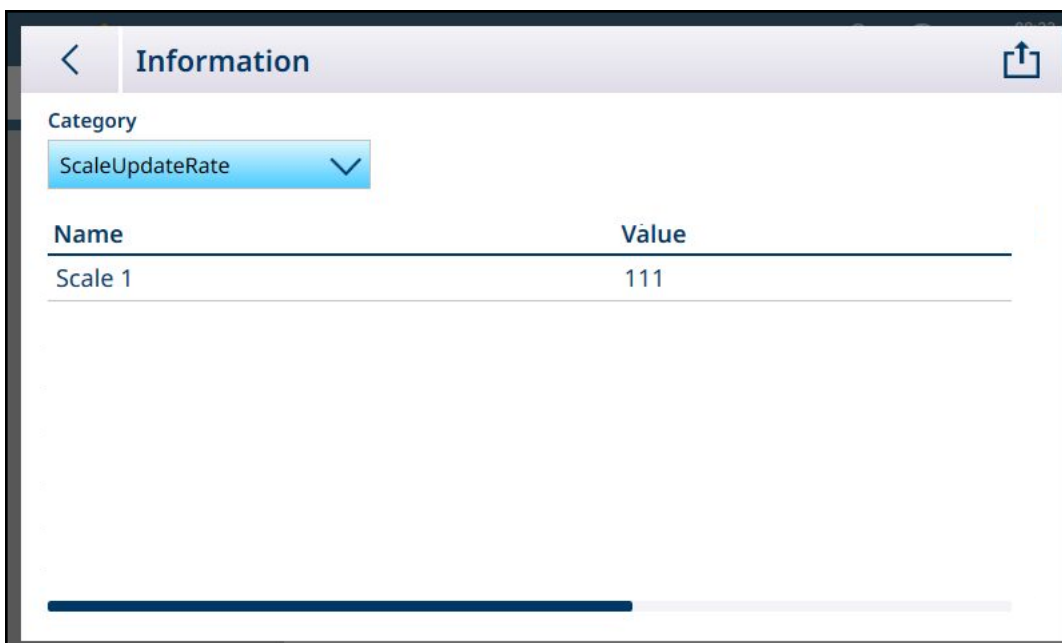 Information
Category
ScaleUpdateRate
Name Value
Scale 1 111